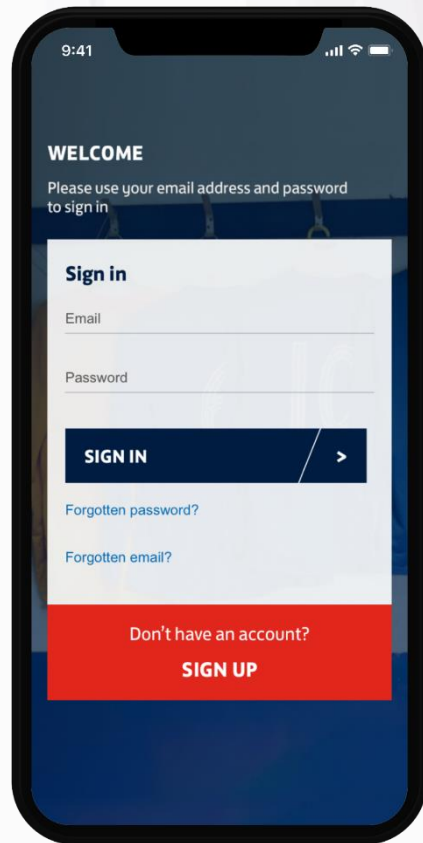 9:41
WELCOME
Please use your email address and password
to sign in
Sign in
Email
Password
SIGN IN >
Forgotten password?
Forgotten email?
Don't have an account?
SIGN UP